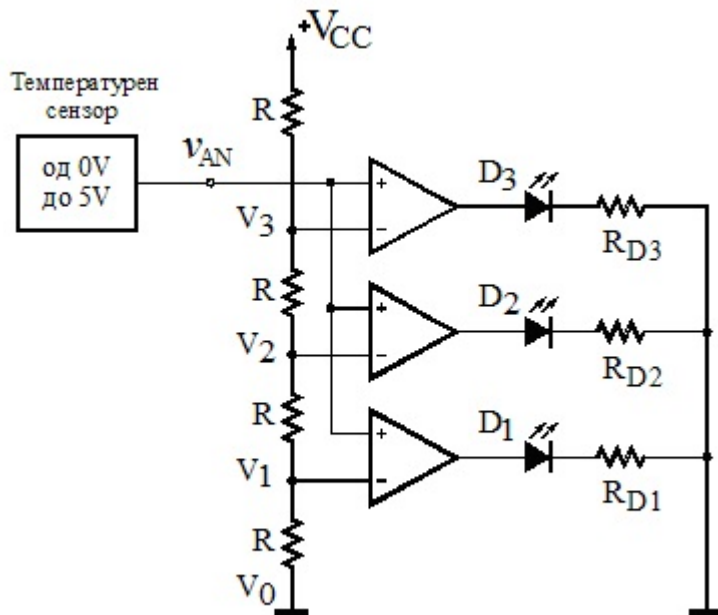 +VCC
Температурен
сензор
од 0V
до 5V
vAN
R
+
−
D3
RD3
V3
R
+
−
D2
RD2
V2
R
+
−
D1
RD1
V1
R
V0